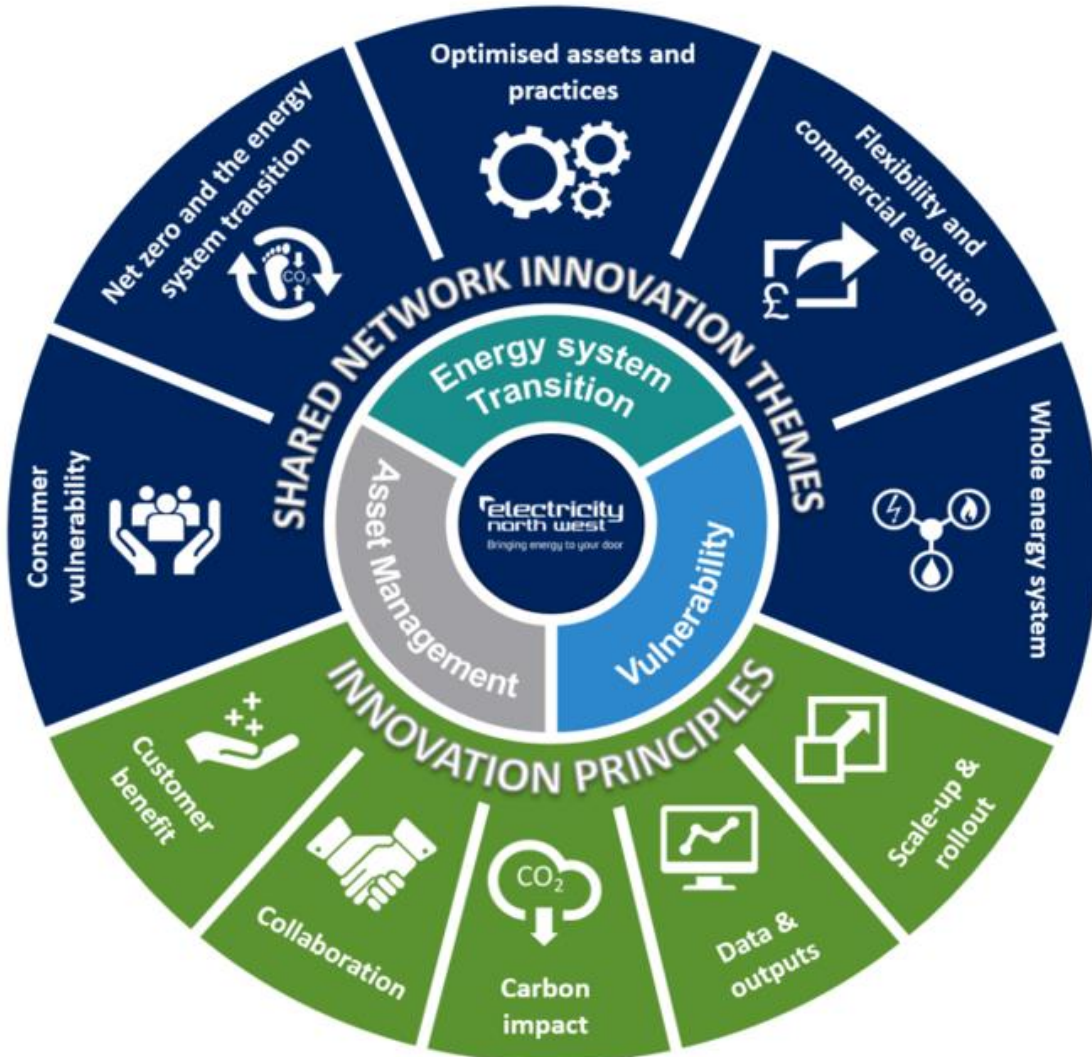 Optimised assets and
practices
Net zero and the energy
system transition
CO₂
Flexibility and
commercial evolution
£
Consumer
vulnerability
Whole energy system
SHARED NETWORK INNOVATION THEMES
Energy system
Transition
Asset Management
Vulnerability
electricity
north west
Bringing energy to your door
INNOVATION PRINCIPLES
Customer
benefit
Collaboration
CO₂
Carbon
impact
Data &
outputs
Scale-up &
rollout